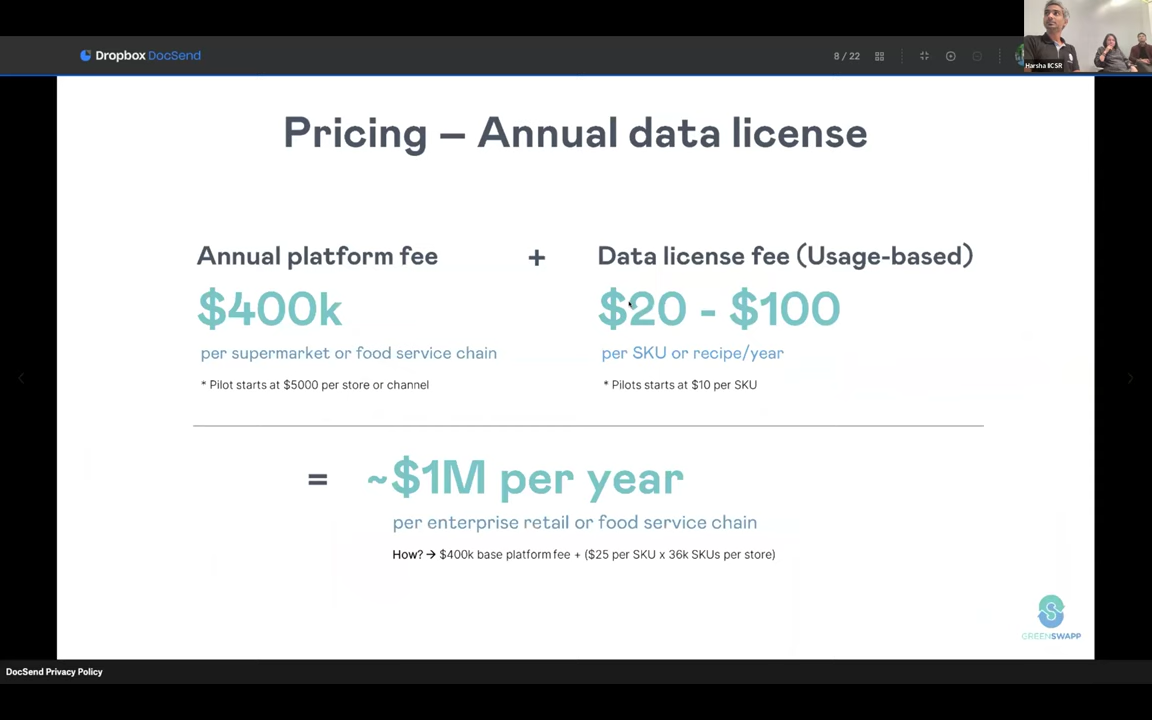 Dropbox DocSend
8 / 22
Harsha IICSR
Pricing – Annual data license
Annual platform fee
+
Data license fee (Usage-based)
$400k
$20 - $100
per supermarket or food service chain
per SKU or recipe/year
* Pilot starts at $5000 per store or channel
* Pilots starts at $10 per SKU
= ~$1M per year
per enterprise retail or food service chain
How? → $400k base platform fee + ($25 per SKU x 36k SKUs per store)
GREENSWAPP
DocSend Privacy Policy